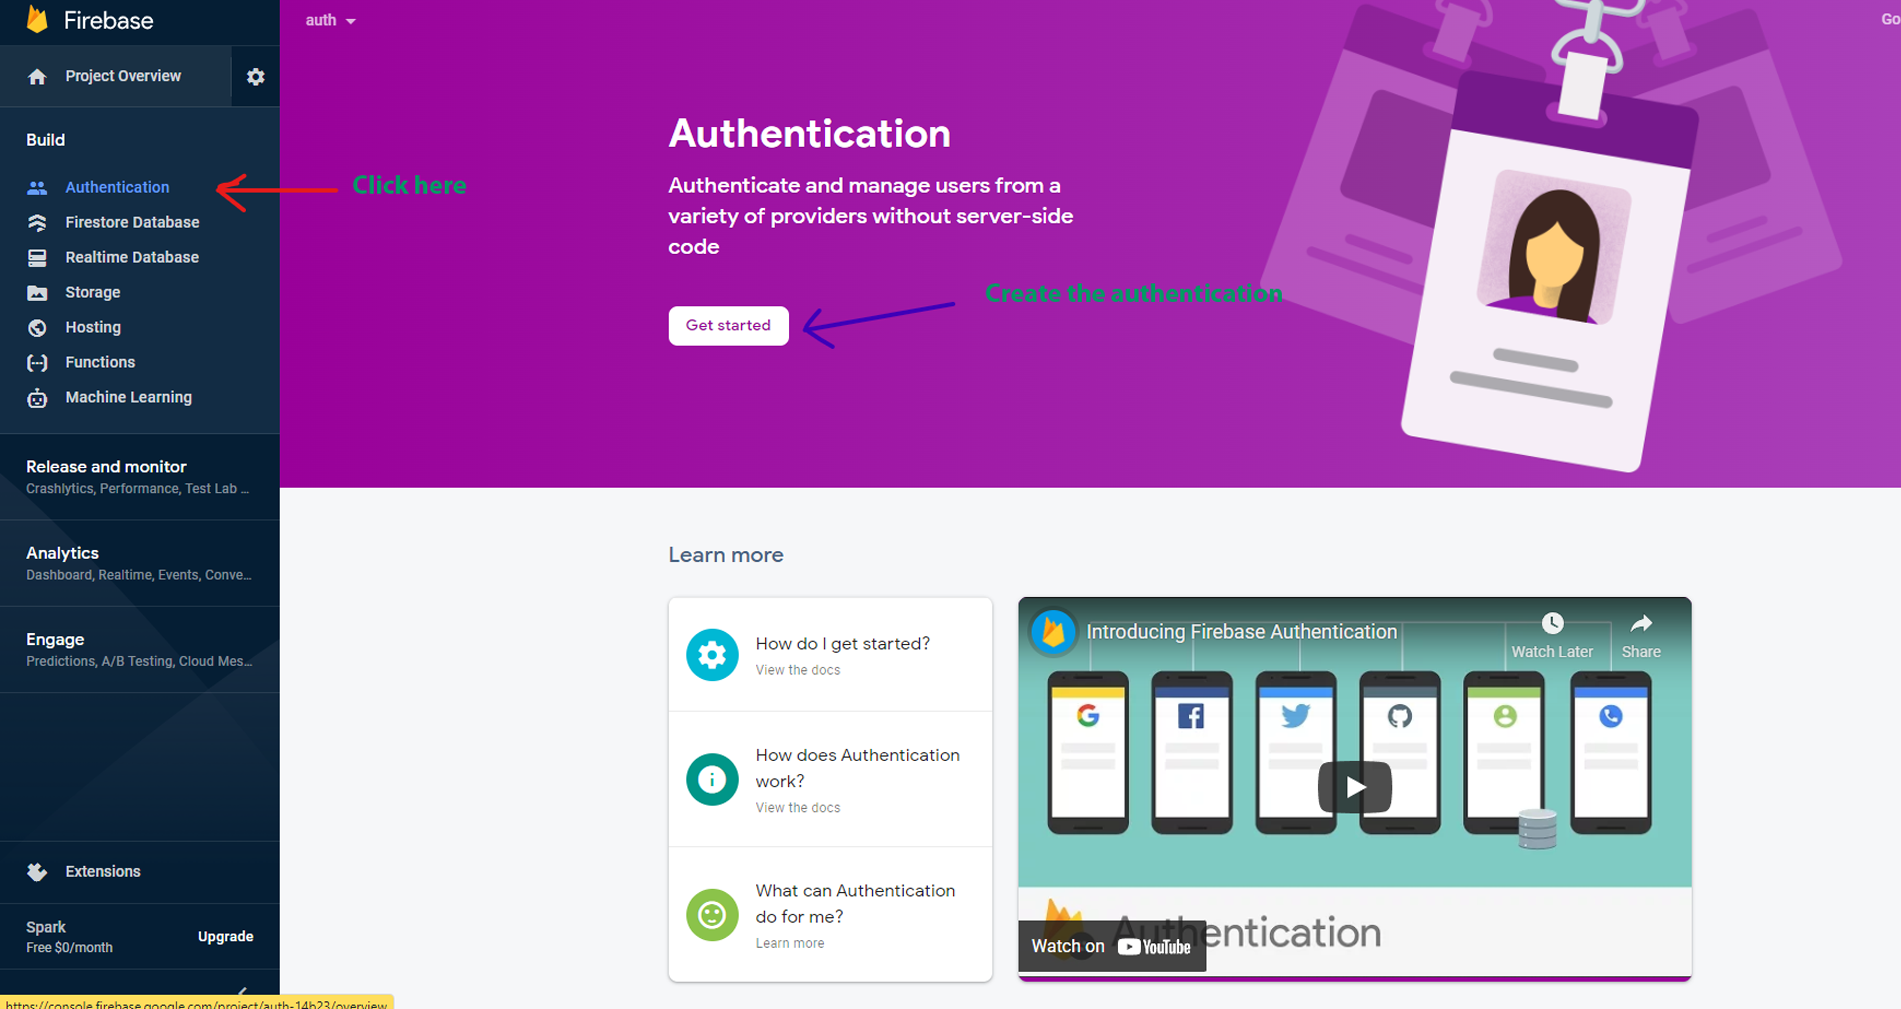 Firebase
auth
Go
Project Overview
Build
Authentication
Firestore Database
Realtime Database
Storage
Hosting
Functions
Machine Learning
Release and monitor
Crashlytics, Performance, Test Lab ...
Analytics
Dashboard, Realtime, Events, Conve...
Engage
Predictions, A/B Testing, Cloud Mes...
Extensions
Spark
Free $0/month
Upgrade
https://console.firebase.google.com/project/auth-14b23/overview
Click here
Authentication
Authenticate and manage users from a
variety of providers without server-side
code
Get started
Create the authentication
Learn more
How do I get started?
View the docs
How does Authentication
work?
View the docs
What can Authentication
do for me?
Learn more
Introducing Firebase Authentication
Watch Later
Share
Authentication
Watch on YouTube